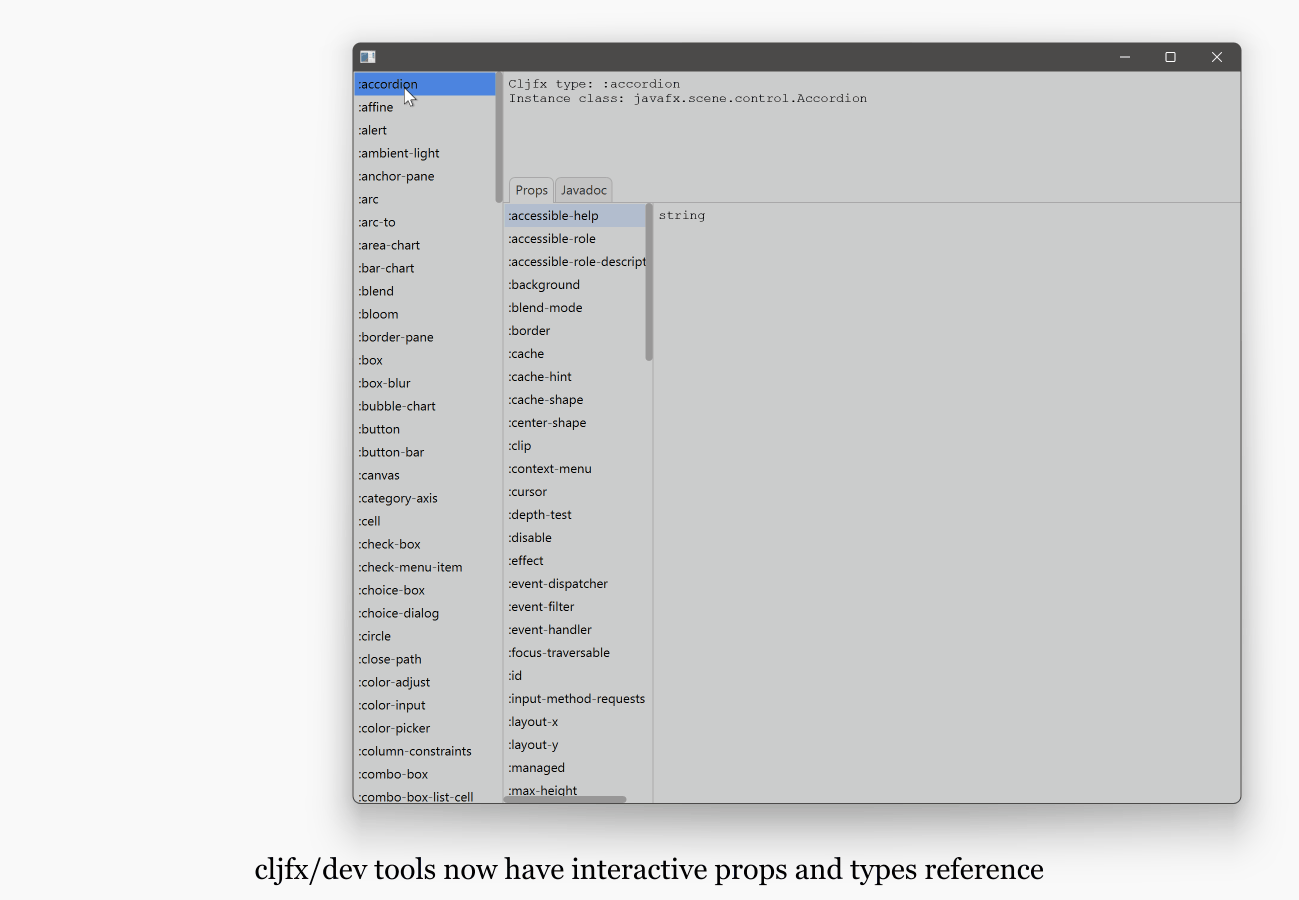 :accordion
:affine
:alert
:ambient-light
:anchor-pane
:arc
:arc-to
:area-chart
:bar-chart
:blend
:bloom
:border-pane
:box
:box-blur
:bubble-chart
:button
:button-bar
:canvas
:category-axis
:cell
:check-box
:check-menu-item
:choice-box
:choice-dialog
:circle
:close-path
:color-adjust
:color-input
:color-picker
:column-constraints
:combo-box
:combo-box-list-cell
Cljfx type: :accordion
Instance class: javafx.scene.control.Accordion
Props Javadoc
:accessible-help
:accessible-role
:accessible-role-descript
:background
:blend-mode
:border
:cache
:cache-hint
:cache-shape
:center-shape
:clip
:context-menu
:cursor
:depth-test
:disable
:effect
:event-dispatcher
:event-filter
:event-handler
:focus-traversable
:id
:input-method-requests
:layout-x
:layout-y
:managed
:max-height
string
cljfx/dev tools now have interactive props and types reference